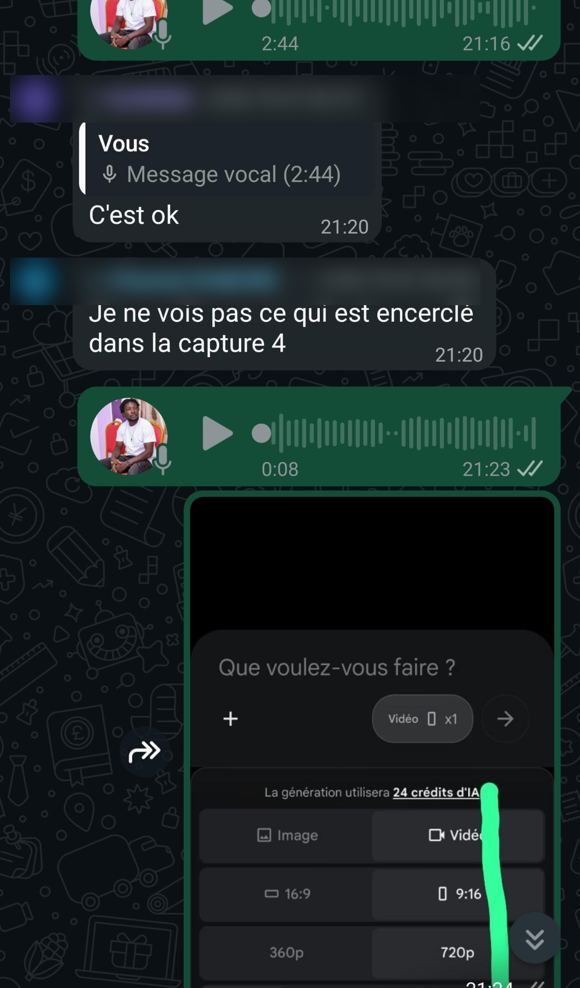 2:44
21:16
Vous
Message vocal (2:44)
C'est ok
21:20
Je ne vois pas ce qui est encerclé
dans la capture 4
21:20
0:08
21:23
Que voulez-vous faire ?
+
Vidéo x1
La génération utilisera 24 crédits d'IA
Image
Vidéo
16:9
9:16
360p
720p